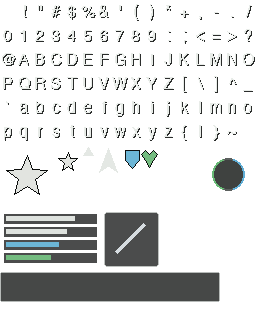 ! " # $ % & ' ( ) * + , - . /
0 1 2 3 4 5 6 7 8 9 : ; < = > ?
@ A B C D E F G H I J K L M N O
P Q R S T U V W X Y Z [ \ ] ^ _
` a b c d e f g h i j k l m n o
p q r s t u v w x y z { | } ~